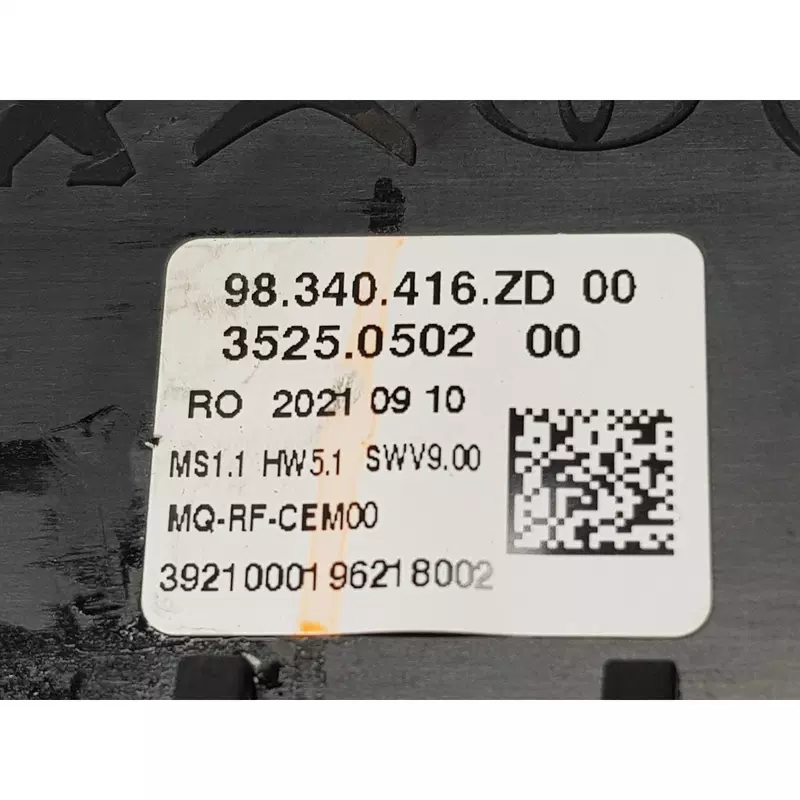 98.340.416.ZD 00
3525.0502 00
RO 2021 09 10
MS1.1 HW5.1 SWV9.00
MQ-RF-CEM00
3921000196218002